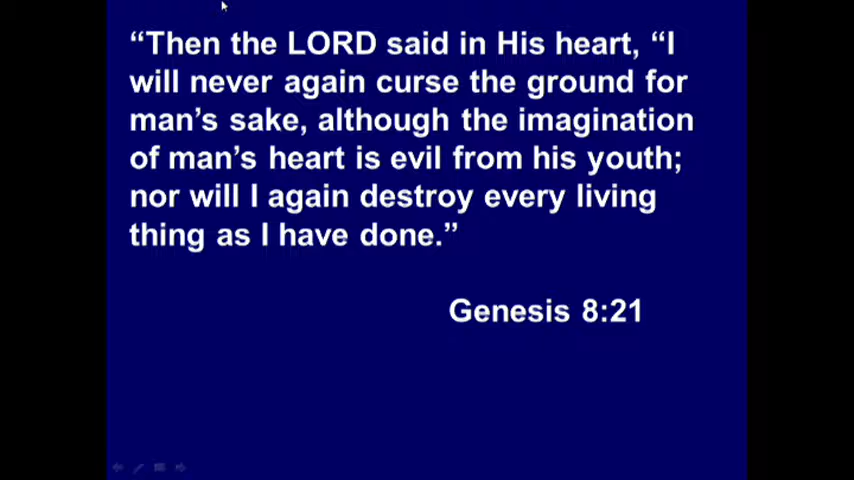 “Then the LORD said in His heart, “I
will never again curse the ground for
man’s sake, although the imagination
of man’s heart is evil from his youth;
nor will I again destroy every living
thing as I have done.”
Genesis 8:21